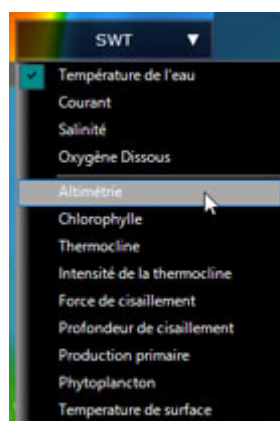 SWT
Température de l'eau
Courant
Salinité
Oxygène Dissous
Altimétrie
Chlorophylle
Thermocline
Intensité de la thermocline
Force de cisaillement
Profondeur de cisaillement
Production primaire
Phytoplancton
Temperature de surface